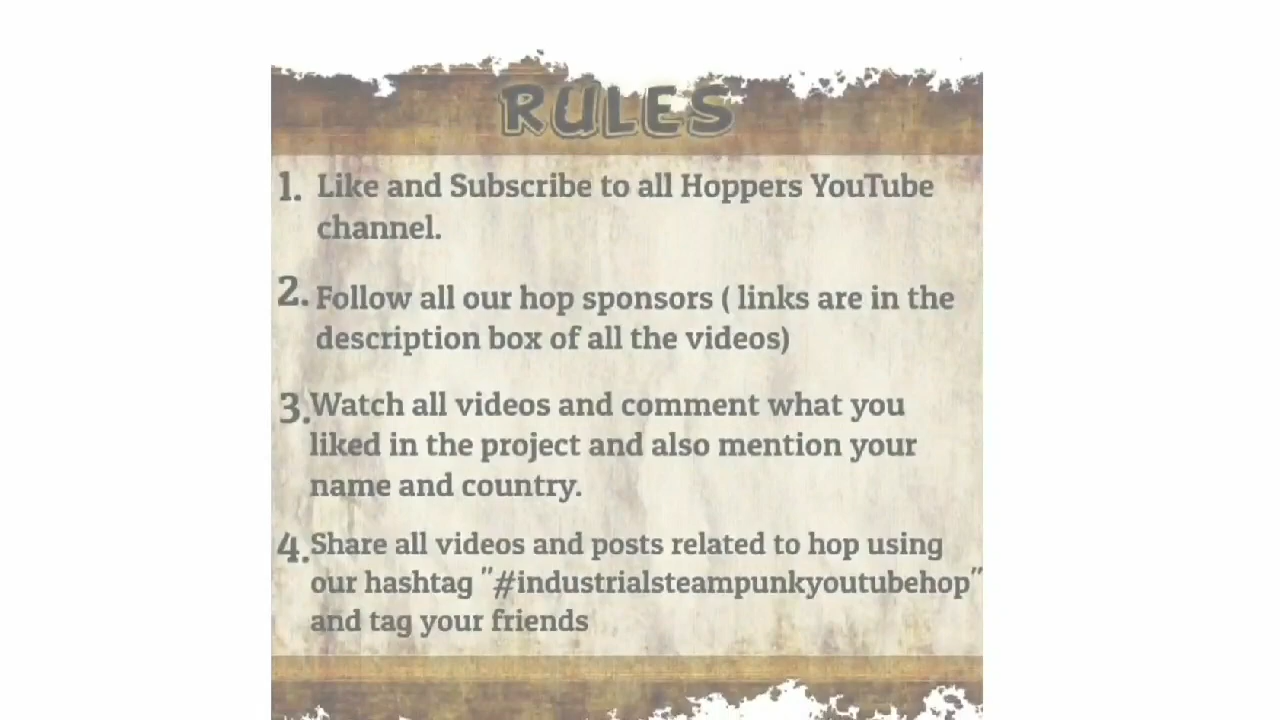 RULES
1. Like and Subscribe to all Hoppers YouTube
channel.
2. Follow all our hop sponsors ( links are in the
description box of all the videos)
3. Watch all videos and comment what you
liked in the project and also mention your
name and country.
4. Share all videos and posts related to hop using
our hashtag "#industrialsteampunkyoutubehop"
and tag your friends